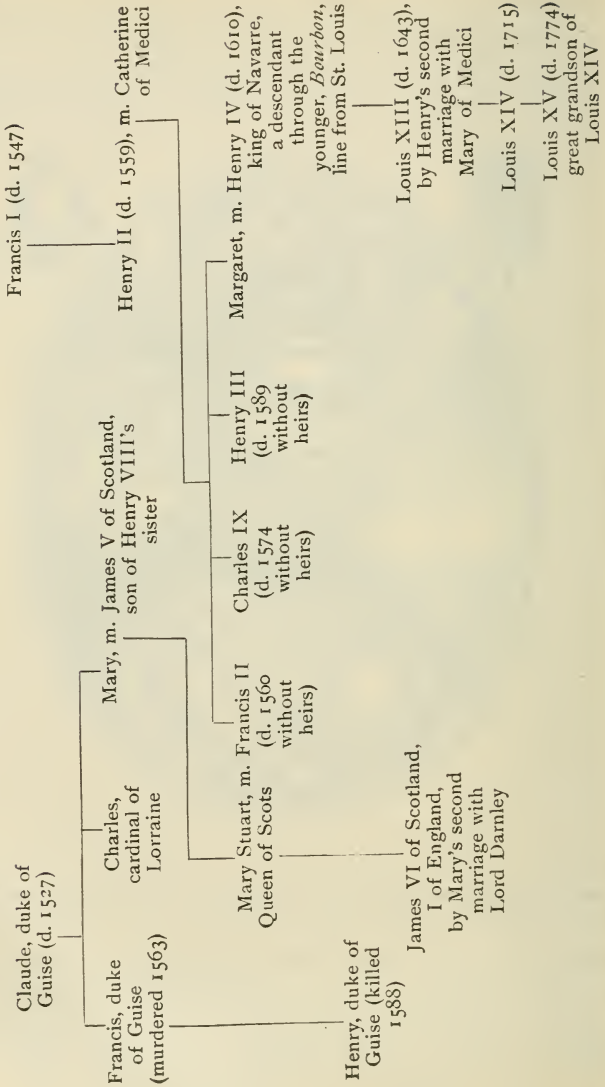 Claude, duke of
Guise (d. 1527)
Francis I (d. 1547)
Francis, duke
of Guise
(murdered 1563)
Charles,
cardinal of
Lorraine
Mary, m. James V of Scotland,
son of Henry VIII's
sister
Henry II (d. 1559), m. Catherine
of Medici
Mary Stuart, m. Francis II
Queen of Scots
(d. 1560
without
heirs)
Charles IX
(d. 1574
without
heirs)
Henry III
(d. 1589
without
heirs)
Margaret, m. Henry IV (d. 1610),
king of Navarre,
a descendant
through the
younger, Bourbon,
line from St. Louis
Henry, duke of
Guise (killed
1588)
James VI of Scotland,
I of England,
by Mary's second
marriage with
Lord Darnley
Louis XIII (d. 1643),
by Henry's second
marriage with
Mary of Medici
Louis XIV (d. 1715)
Louis XV (d. 1774)
great grandson of
Louis XIV